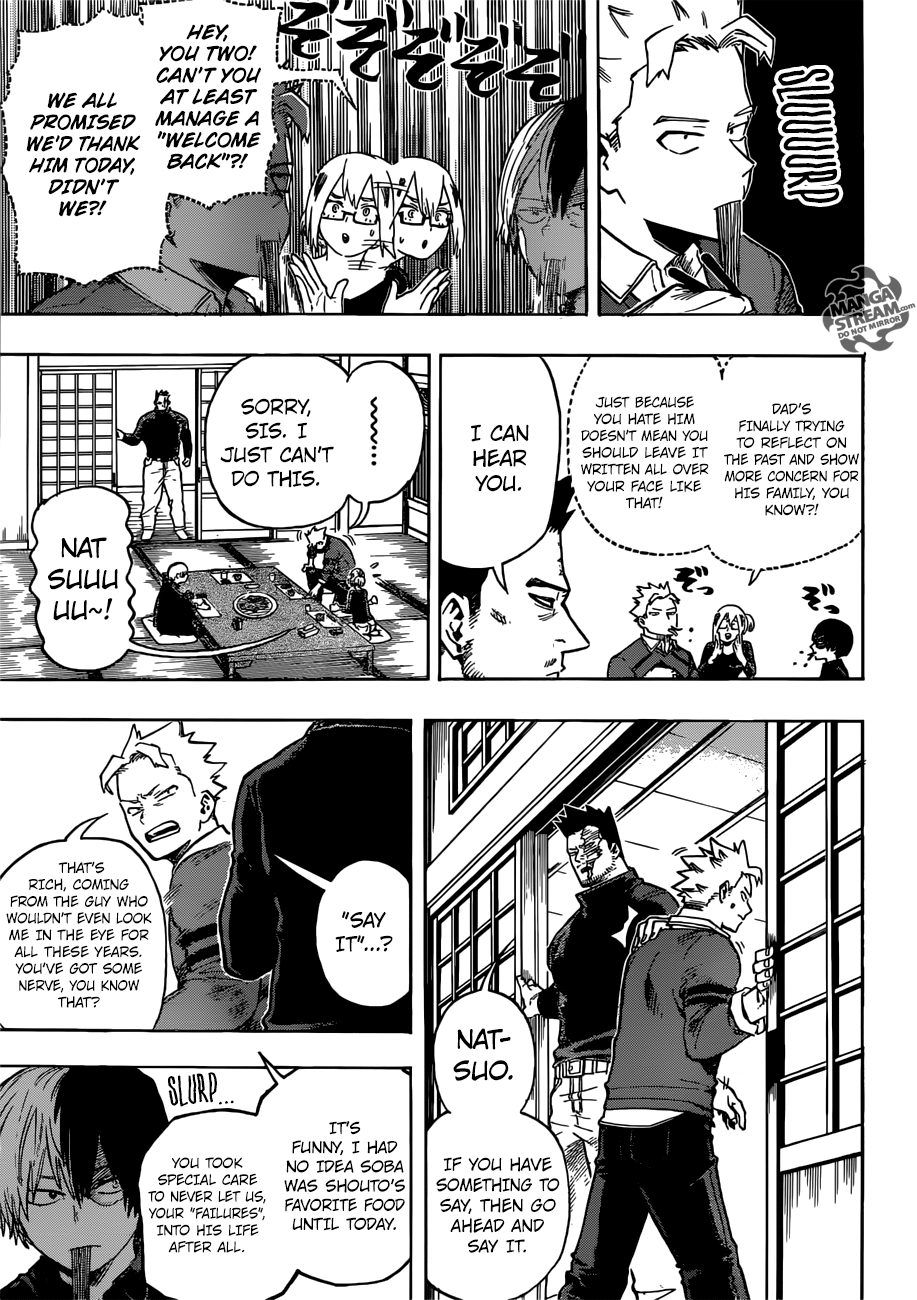 SLUUUURP
ぞぞぞぞぞ
HEY,
YOU TWO!
CAN'T YOU
AT LEAST
MANAGE A
"WELCOME
BACK"?!
WE ALL
PROMISED
WE'D THANK
HIM TODAY,
DIDN'T
WE?!
MANGA
STREAM.com
DO NOT MIRROR
DAD'S
FINALLY TRYING
TO REFLECT ON
THE PAST AND SHOW
MORE CONCERN FOR
HIS FAMILY, YOU
KNOW?!
JUST BECAUSE
YOU HATE HIM
DOESN'T MEAN YOU
SHOULD LEAVE IT
WRITTEN ALL OVER
YOUR FACE LIKE
THAT!
ぞっ
ぞっ
I CAN
HEAR
YOU.
SORRY,
SIS. I
JUST CAN'T
DO THIS.
NAT
SUUU
UU~!
NAT-
SUO.
IF YOU HAVE
SOMETHING TO
SAY, THEN GO
AHEAD AND
SAY IT.
"SAY
IT"...?
THAT'S
RICH, COMING
FROM THE GUY WHO
WOULDN'T EVEN LOOK
ME IN THE EYE FOR
ALL THESE YEARS.
YOU'VE GOT SOME
NERVE, YOU KNOW
THAT?
IT'S
FUNNY, I HAD
NO IDEA SOBA
WAS SHOUTO'S
FAVORITE FOOD
UNTIL TODAY.
SLURP...
YOU TOOK
SPECIAL CARE
TO NEVER LET US,
YOUR "FAILURES",
INTO HIS LIFE
AFTER ALL.